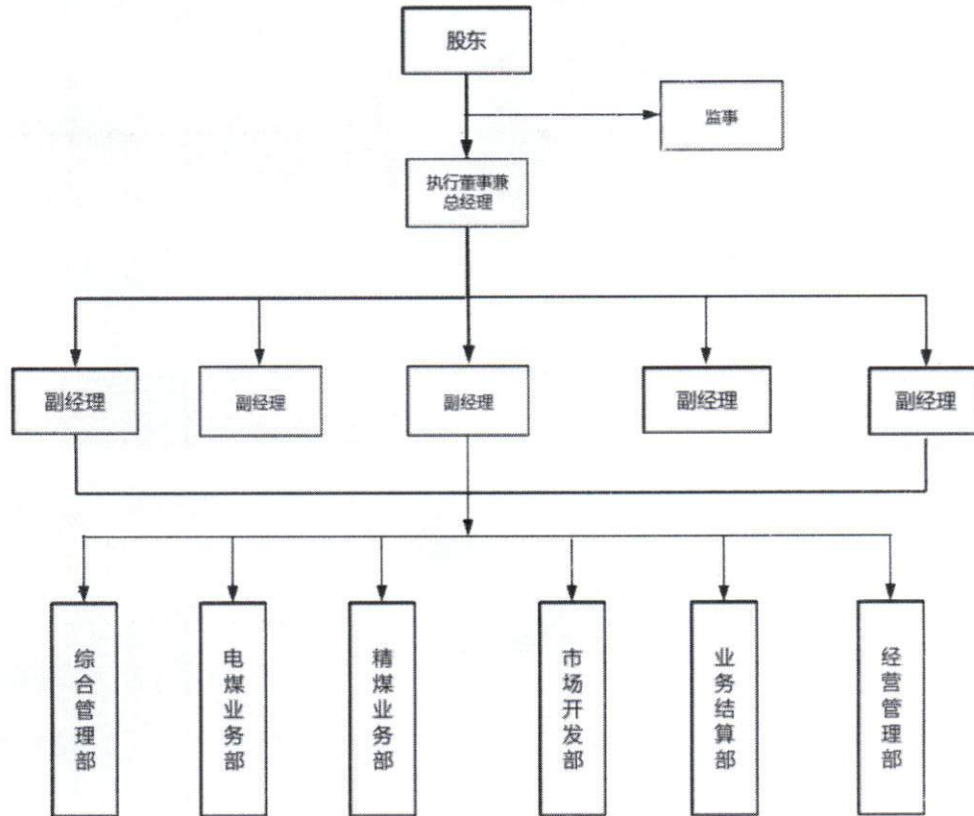 股东
监事
执行董事兼
总经理
副经理
副经理
副经理
副经理
副经理
综合管理部
电煤业务部
精煤业务部
市场开发部
业务结算部
经营管理部